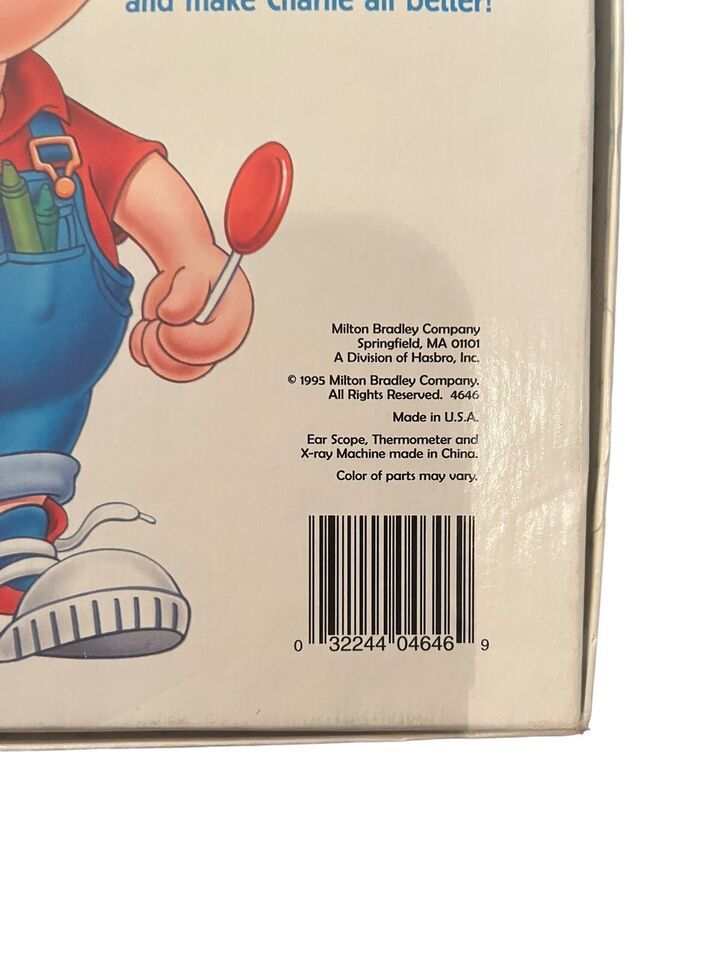 and make Charlie all better!
Milton Bradley Company
Springfield, MA 01101
A Division of Hasbro, Inc.
© 1995 Milton Bradley Company.
All Rights Reserved. 4646
Made in U.S.A.
Ear Scope, Thermometer and
X-ray Machine made in China.
Color of parts may vary.
0 32244 04646 9